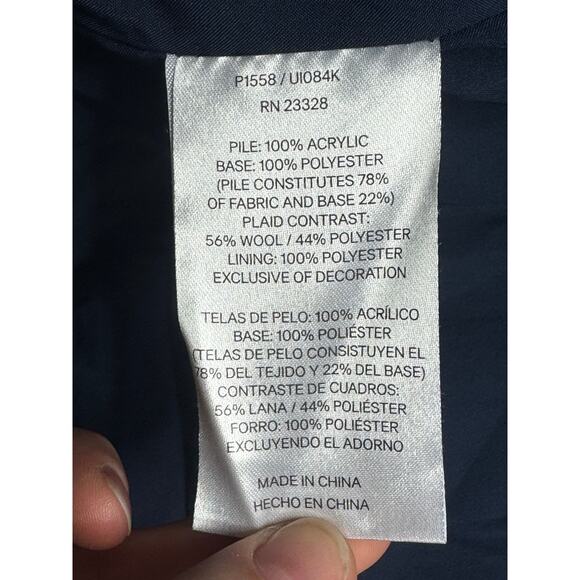 P1558 / UI084K
RN 23328
PILE: 100% ACRYLIC
BASE: 100% POLYESTER
(PILE CONSTITUTES 78%
OF FABRIC AND BASE 22%)
PLAID CONTRAST:
56% WOOL / 44% POLYESTER
LINING: 100% POLYESTER
EXCLUSIVE OF DECORATION
TELAS DE PELO: 100% ACRÍLICO
BASE: 100% POLIÉSTER
(TELAS DE PELO CONSISTUYEN EL
78% DEL TEJIDO Y 22% DEL BASE)
CONTRASTE DE CUADROS:
56% LANA / 44% POLIÉSTER
FORRO: 100% POLIÉSTER
EXCLUYENDO EL ADORNO
MADE IN CHINA
HECHO EN CHINA